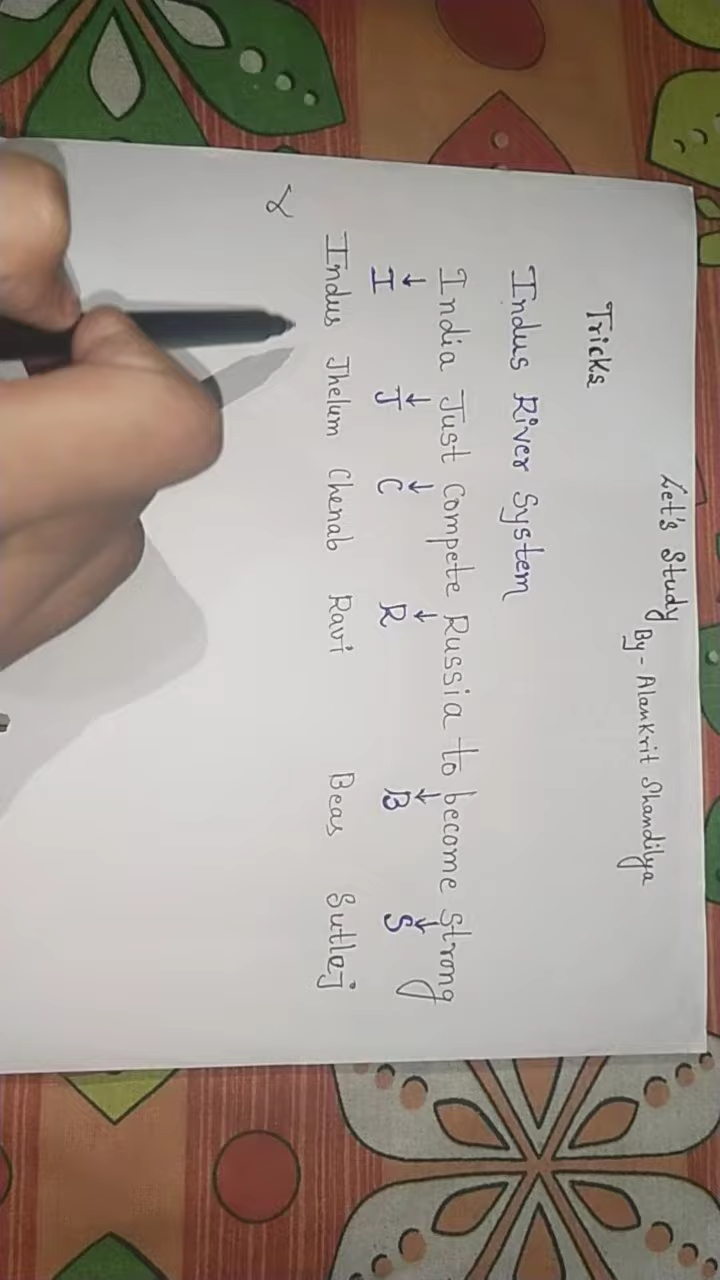 Let's Study
By- Alankrit Shandilya
Tricks
Indus River System
India Just Compete Russia to become strong
↓ ↓ ↓ ↓ ↓ ↓
I J C R B S
Indus Jhelum Chenab Ravi Beas Sutlej